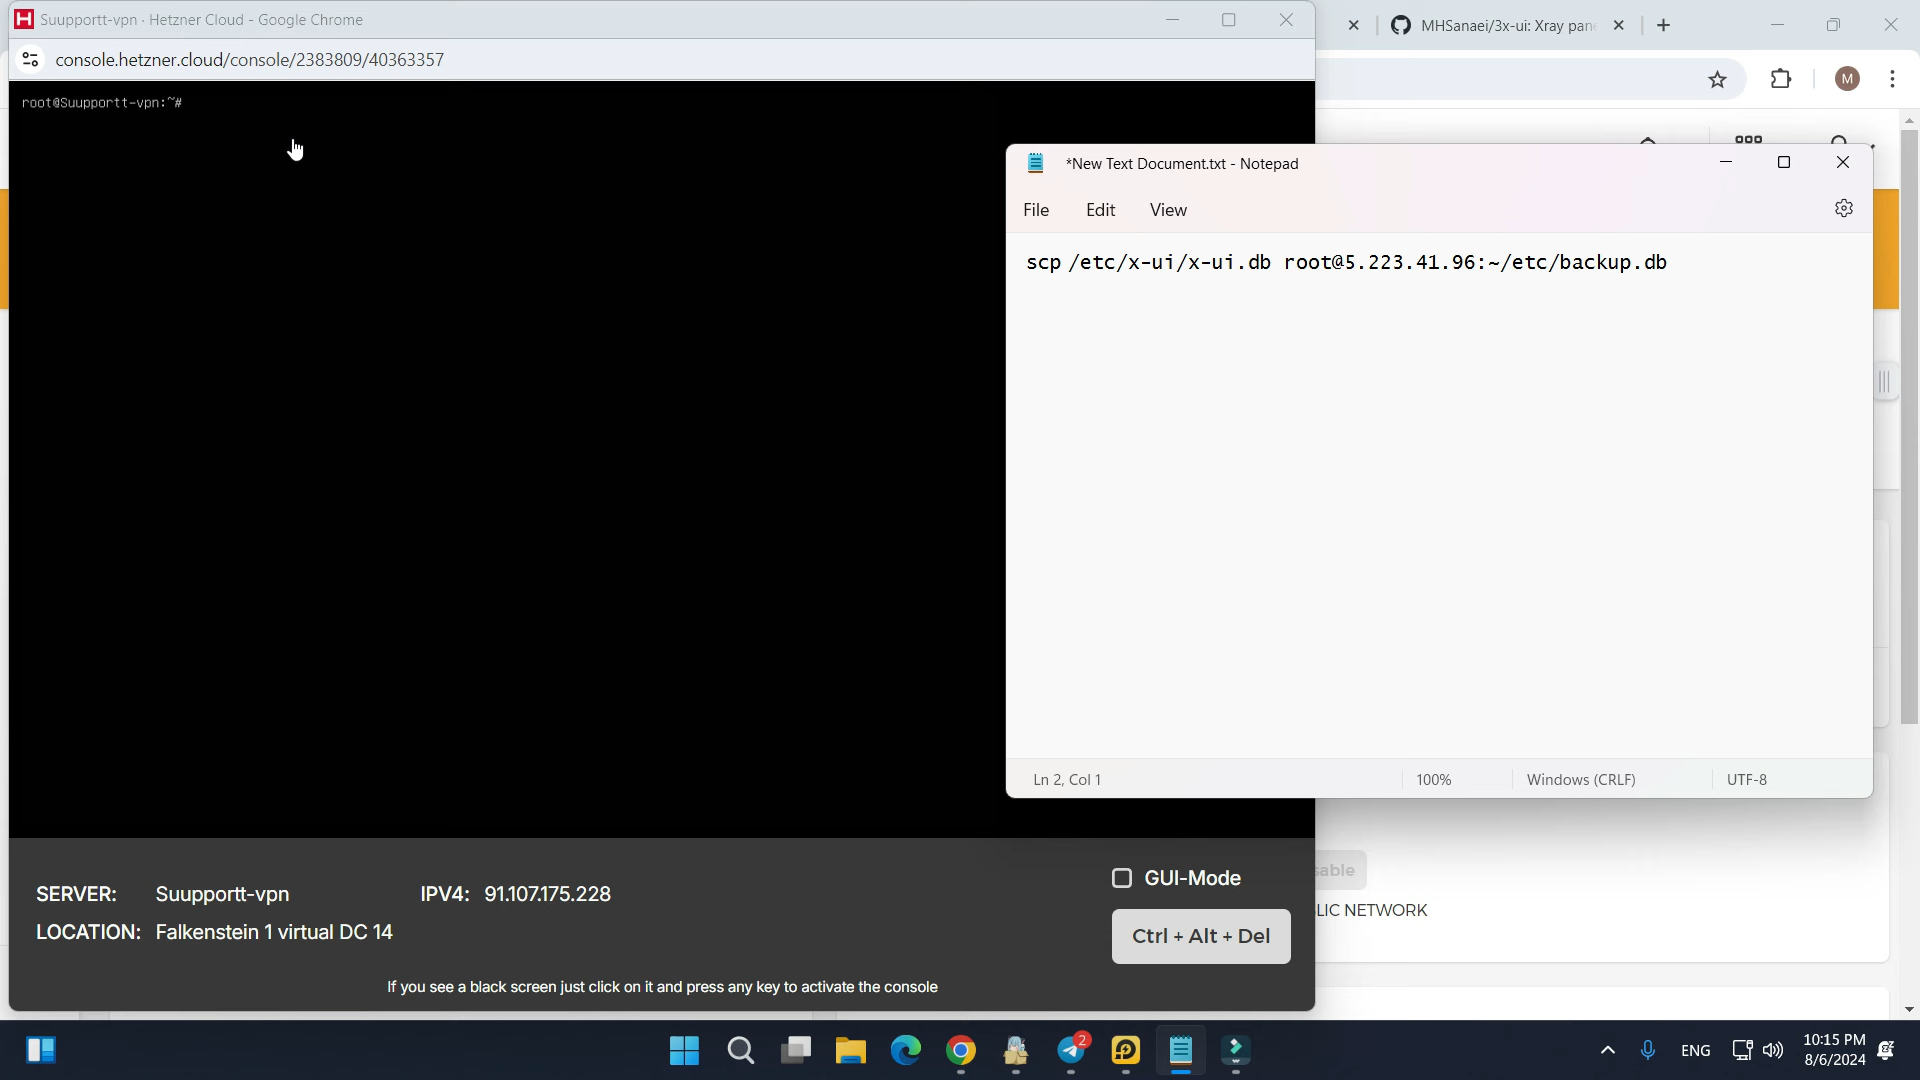 Suupportt-vpn · Hetzner Cloud - Google Chrome
MHSanaei/3x-ui: Xray pan
console.hetzner.cloud/console/2383809/40363357
M
root@Suupportt-vpn:~#
*New Text Document.txt - Notepad
File Edit View
scp /etc/x-ui/x-ui.db root@5.223.41.96:~/etc/backup.db
Ln 2, Col 1 100% Windows (CRLF) UTF-8
sable
LIC NETWORK
SERVER: Suupportt-vpn IPV4: 91.107.175.228
LOCATION: Falkenstein 1 virtual DC 14
GUI-Mode
Ctrl + Alt + Del
If you see a black screen just click on it and press any key to activate the console
2
ENG
10:15 PM
8/6/2024